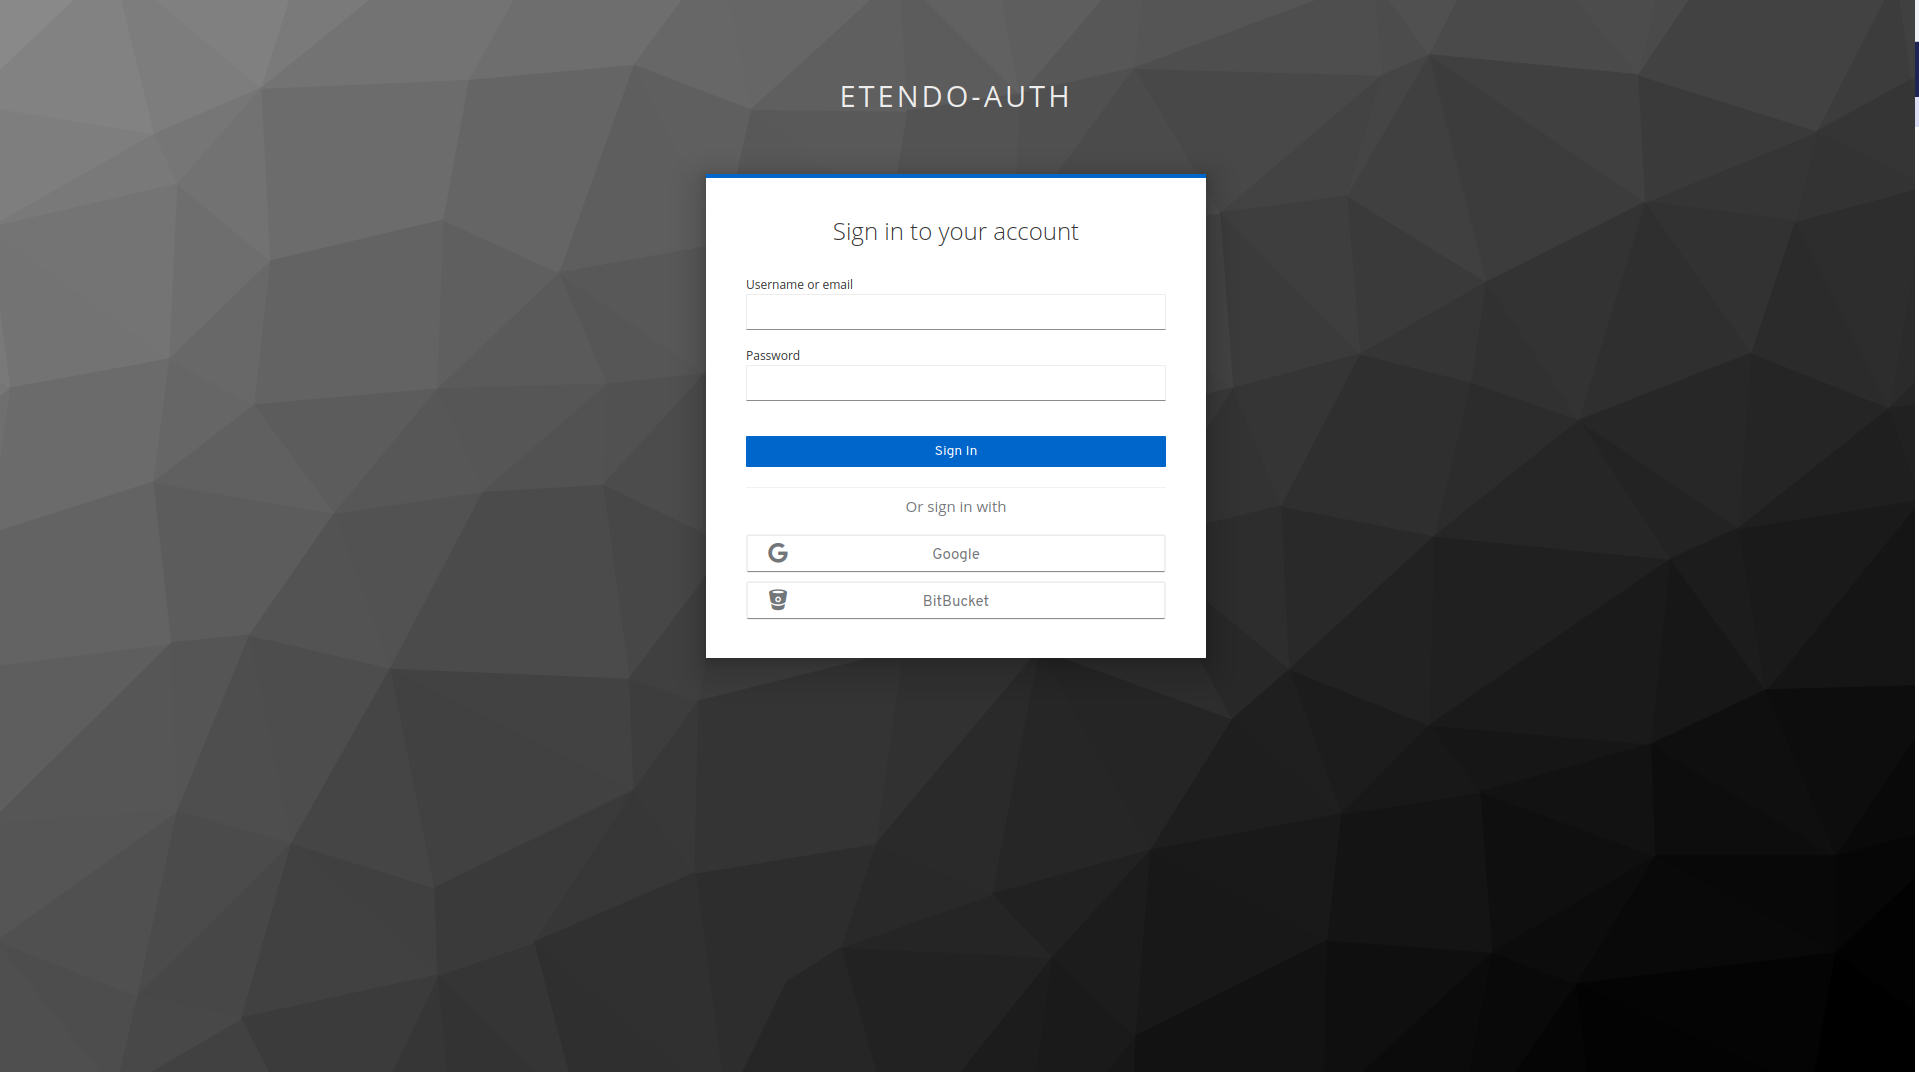 ETENDO-AUTH
Sign in to your account
Username or email
Password
Sign In
Or sign in with
Google
BitBucket